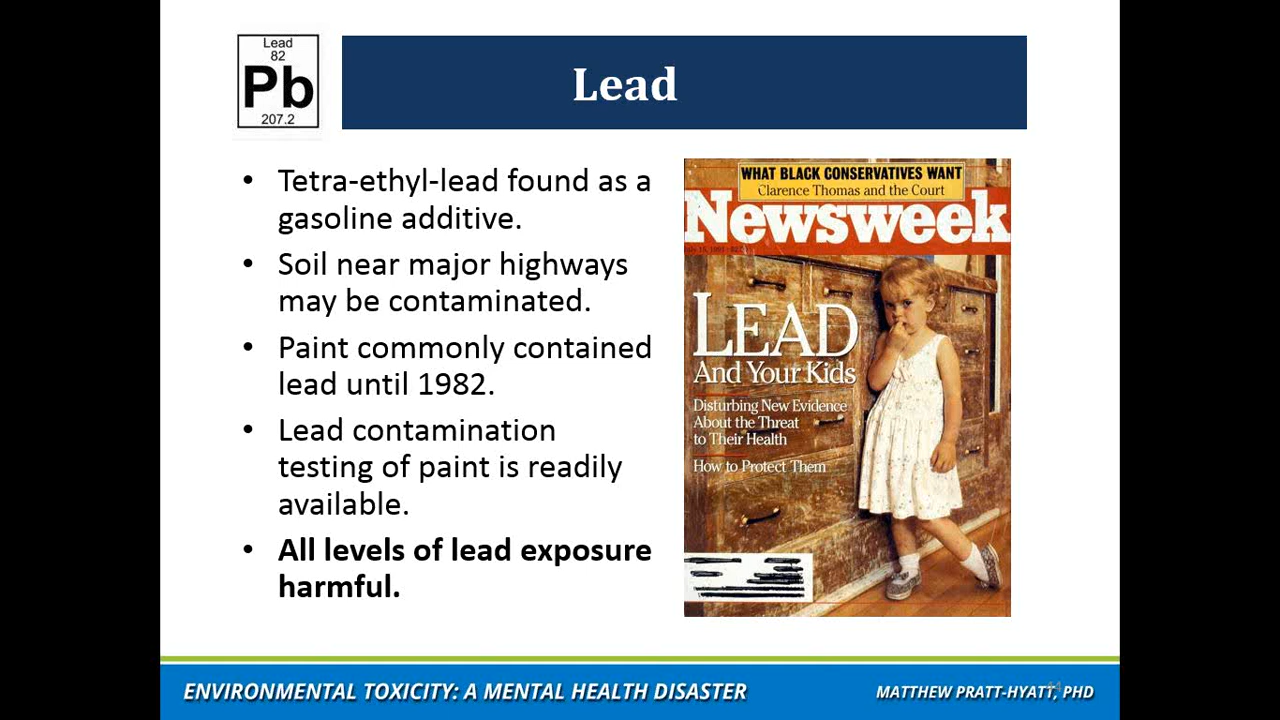 Lead
82
Pb
207.2
Lead
• Tetra-ethyl-lead found as a
gasoline additive.
• Soil near major highways
may be contaminated.
• Paint commonly contained
lead until 1982.
• Lead contamination
testing of paint is readily
available.
• All levels of lead exposure
harmful.
WHAT BLACK CONSERVATIVES WANT
Clarence Thomas and the Court
Newsweek
LEAD
And Your Kids
Disturbing New Evidence
About the Threat
to Their Health
How to Protect Them
ENVIRONMENTAL TOXICITY: A MENTAL HEALTH DISASTER
MATTHEW PRATT-HYATT, PHD